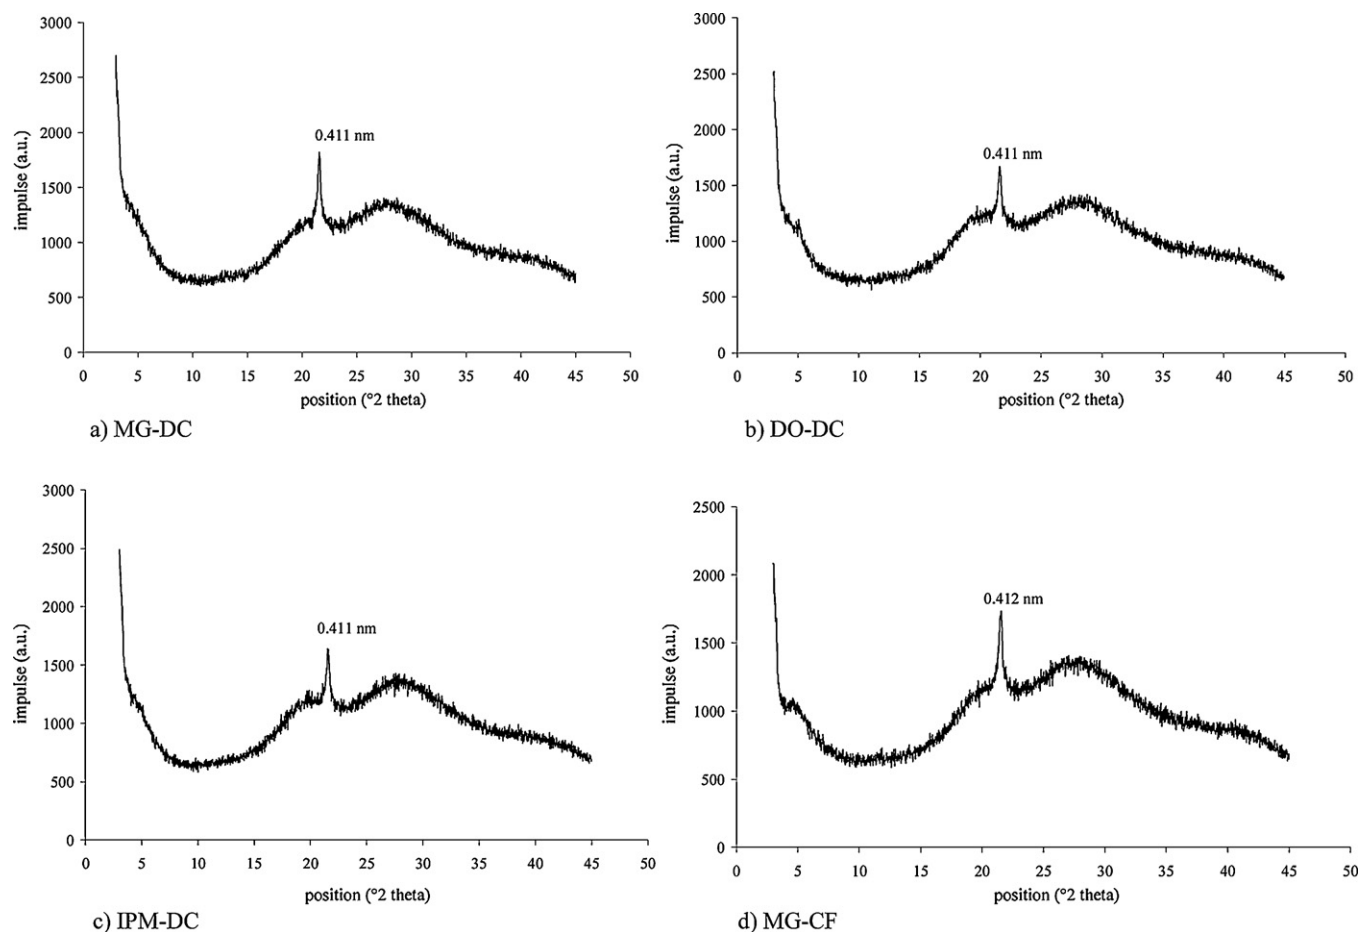 3000
2500
2000
1500
1000
500
0
impulse (a.u.)
0.411 nm
0 5 10 15 20 25 30 35 40 45 50
position (°2 theta)
a) MG-DC
3000
2500
2000
1500
1000
500
0
impulse (a.u.)
0.411 nm
0 5 10 15 20 25 30 35 40 45 50
position (°2 theta)
b) DO-DC
3000
2500
2000
1500
1000
500
0
impulse (a.u.)
0.411 nm
0 5 10 15 20 25 30 35 40 45 50
position (°2 theta)
c) IPM-DC
2500
2000
1500
1000
500
0
impulse (a.u.)
0.412 nm
0 5 10 15 20 25 30 35 40 45 50
position (°2 theta)
d) MG-CF